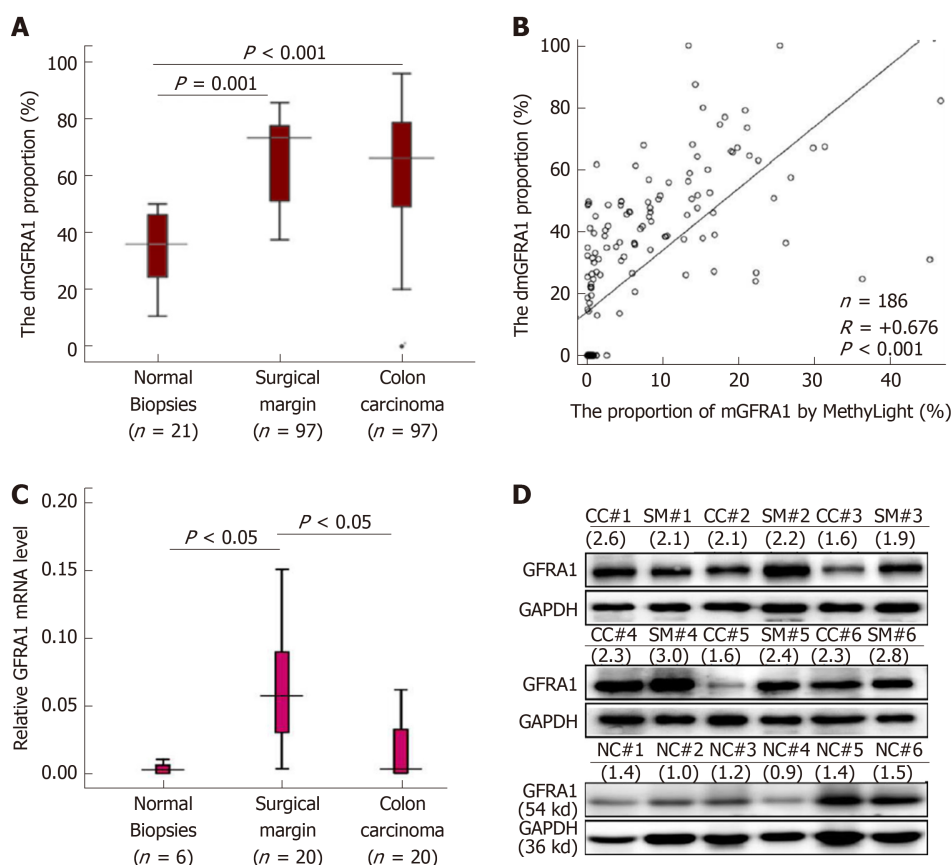 A
The dmGFRA1 proportion (%)
100
80
60
40
20
0
P < 0.001
P = 0.001
Normal
Biopsies
(n = 21)
Surgical
margin
(n = 97)
Colon
carcinoma
(n = 97)
B
The dmGFRA1 proportion (%)
100
80
60
40
20
0
n = 186
R = +0.676
P < 0.001
0 10 20 30 40
The proportion of mGFRA1 by MethyLight (%)
C
Relative GFRA1 mRNA level
0.20
0.15
0.10
0.05
0.00
P < 0.05
P < 0.05
Normal
Biopsies
(n = 6)
Surgical
margin
(n = 20)
Colon
carcinoma
(n = 20)
D
CC#1 SM#1 CC#2 SM#2 CC#3 SM#3
(2.6) (2.1) (2.1) (2.2) (1.6) (1.9)
GFRA1
GAPDH
CC#4 SM#4 CC#5 SM#5 CC#6 SM#6
(2.3) (3.0) (1.6) (2.4) (2.3) (2.8)
GFRA1
GAPDH
NC#1 NC#2 NC#3 NC#4 NC#5 NC#6
(1.4) (1.0) (1.2) (0.9) (1.4) (1.5)
GFRA1
(54 kd)
GAPDH
(36 kd)